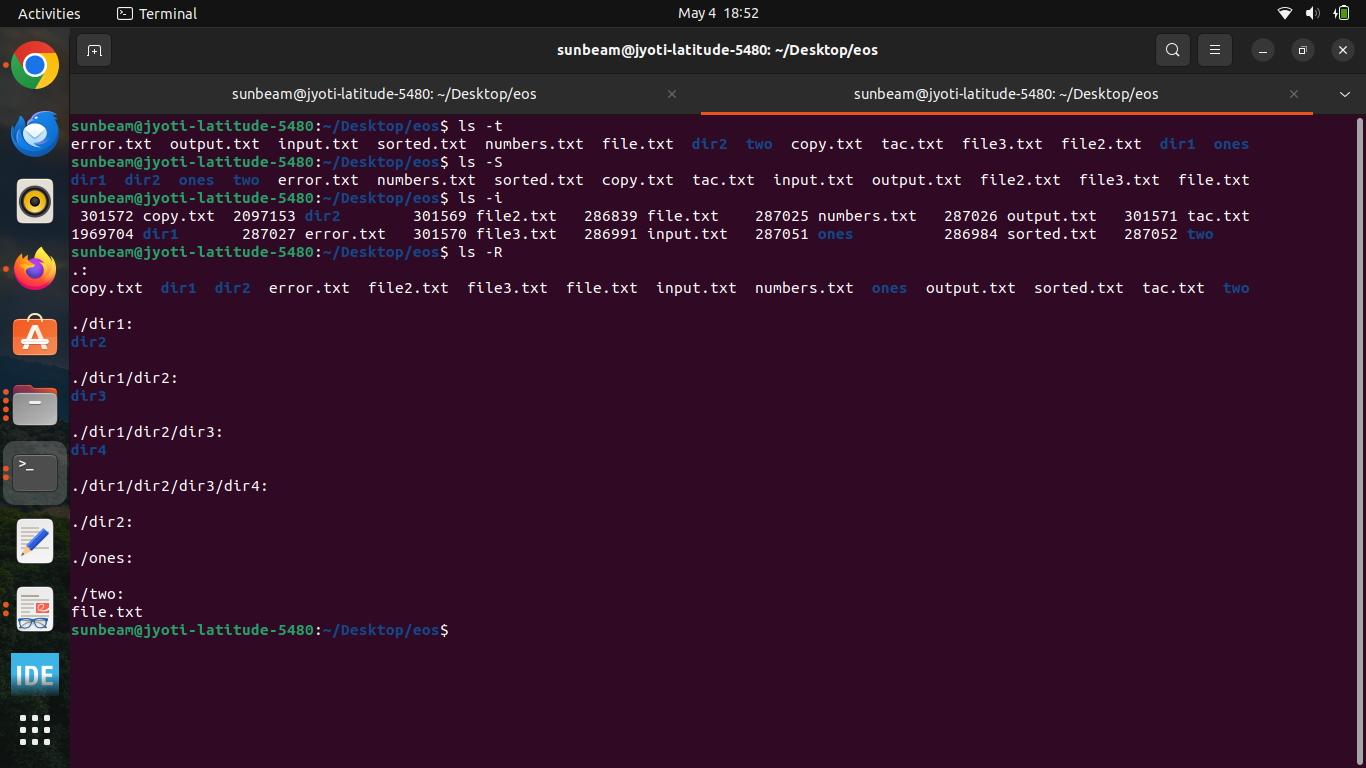 Activities Terminal May 4 18:52
sunbeam@jyoti-latitude-5480: ~/Desktop/eos
sunbeam@jyoti-latitude-5480: ~/Desktop/eos sunbeam@jyoti-latitude-5480: ~/Desktop/eos
sunbeam@jyoti-latitude-5480:~/Desktop/eos$ ls -t
error.txt  output.txt  input.txt  sorted.txt  numbers.txt  file.txt  dir2  two  copy.txt  tac.txt  file3.txt  file2.txt  dir1  ones
sunbeam@jyoti-latitude-5480:~/Desktop/eos$ ls -S
dir1  dir2  ones  two  error.txt  numbers.txt  sorted.txt  copy.txt  tac.txt  input.txt  output.txt  file2.txt  file3.txt  file.txt
sunbeam@jyoti-latitude-5480:~/Desktop/eos$ ls -i
 301572 copy.txt  2097153 dir2        301569 file2.txt   286839 file.txt    287025 numbers.txt   287026 output.txt   301571 tac.txt
1969704 dir1       287027 error.txt   301570 file3.txt   286991 input.txt   287051 ones          286984 sorted.txt   287052 two
sunbeam@jyoti-latitude-5480:~/Desktop/eos$ ls -R
.:
copy.txt  dir1  dir2  error.txt  file2.txt  file3.txt  file.txt  input.txt  numbers.txt  ones  output.txt  sorted.txt  tac.txt  two
./dir1:
dir2
./dir1/dir2:
dir3
./dir1/dir2/dir3:
dir4
./dir1/dir2/dir3/dir4:
./dir2:
./ones:
./two:
file.txt
sunbeam@jyoti-latitude-5480:~/Desktop/eos$
>_
IDE